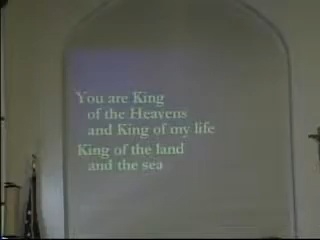 You are King
of the Heavens
and King of my life
King of the land
and the sea